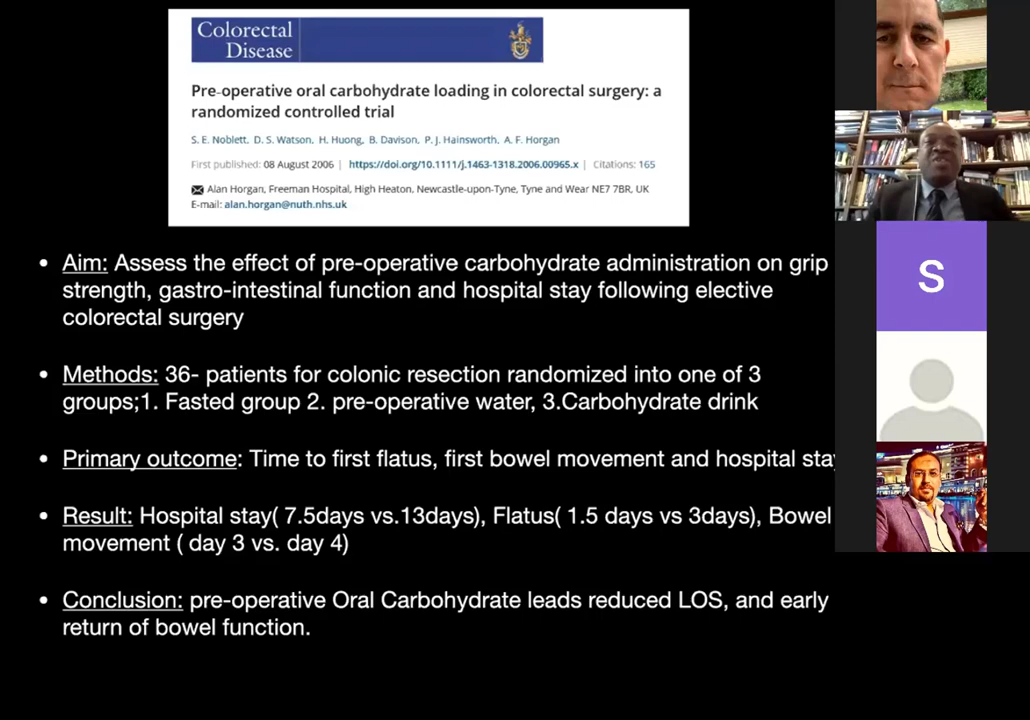 Colorectal
Disease
Pre-operative oral carbohydrate loading in colorectal surgery: a
randomized controlled trial
S. E. Noblett, D. S. Watson, H. Huong, B. Davison, P. J. Hainsworth, A. F. Horgan
First published: 08 August 2006 | https://doi.org/10.1111/j.1463-1318.2006.00965.x | Citations: 165
Alan Horgan, Freeman Hospital, High Heaton, Newcastle-upon-Tyne, Tyne and Wear NE7 7BR, UK
E-mail: alan.horgan@nuth.nhs.uk
• Aim: Assess the effect of pre-operative carbohydrate administration on grip
strength, gastro-intestinal function and hospital stay following elective
colorectal surgery
• Methods: 36- patients for colonic resection randomized into one of 3
groups;1. Fasted group 2. pre-operative water, 3.Carbohydrate drink
• Primary outcome: Time to first flatus, first bowel movement and hospital stay
• Result: Hospital stay( 7.5days vs.13days), Flatus( 1.5 days vs 3days), Bowel
movement ( day 3 vs. day 4)
• Conclusion: pre-operative Oral Carbohydrate leads reduced LOS, and early
return of bowel function.
S